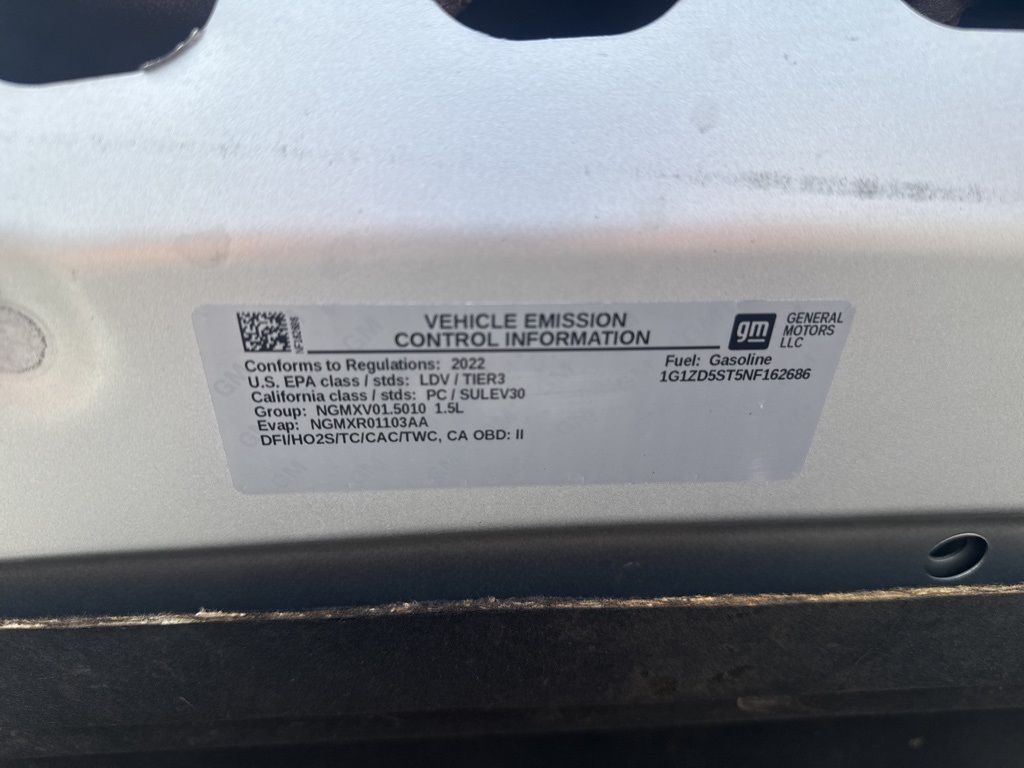 VEHICLE EMISSION
CONTROL INFORMATION
gm
GENERAL
MOTORS
LLC
Conforms to Regulations: 2022
U.S. EPA class / stds: LDV / TIER3
California class / stds: PC / SULEV30
Group: NGMXV01.5010 1.5L
Evap: NGMXR01103AA
DFI/HO2S/TC/CAC/TWC, CA OBD: II
Fuel: Gasoline
1G1ZD5ST5NF162686